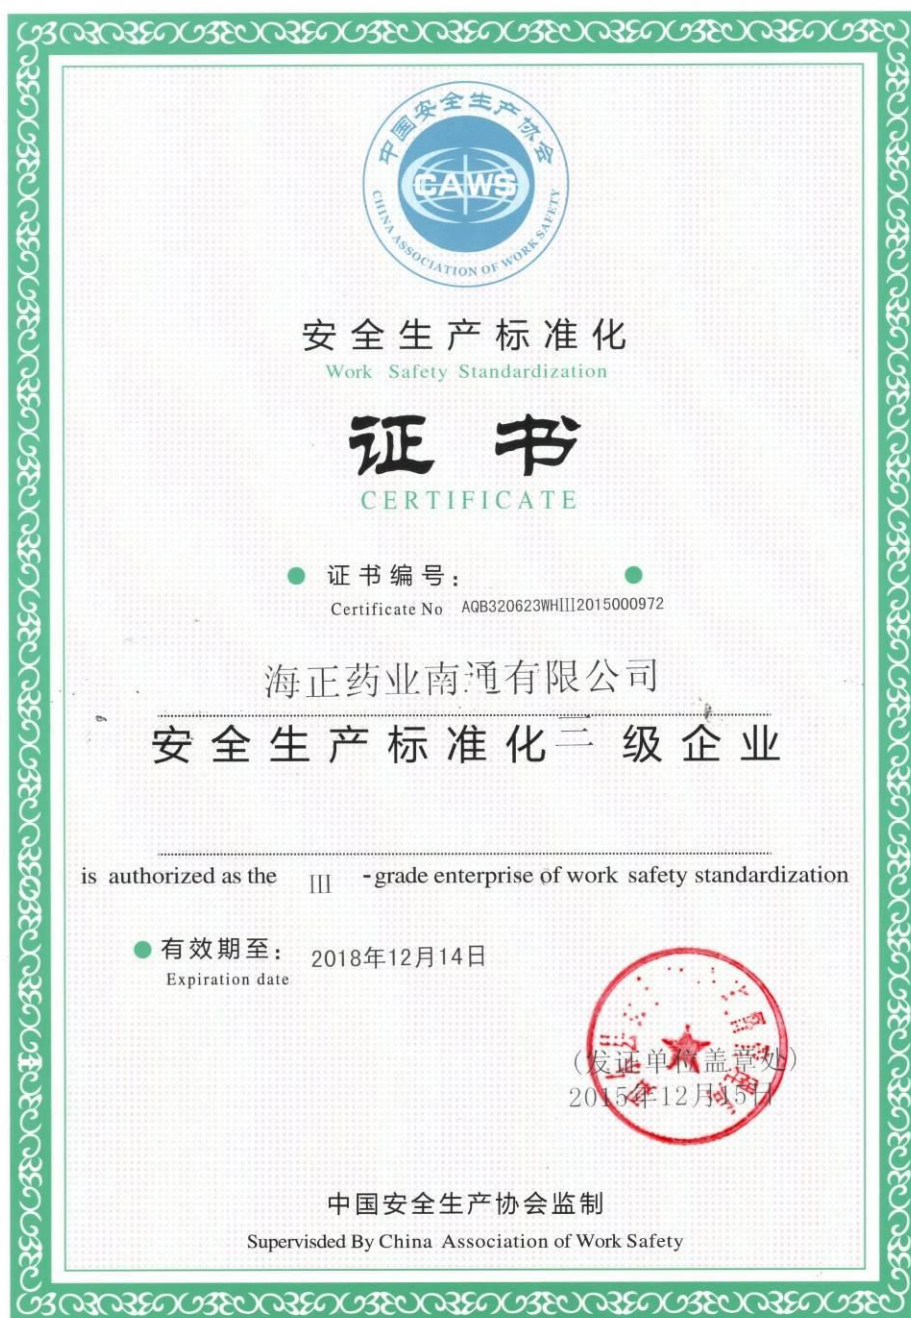 中国安全生产协会
CAWS
CHINA ASSOCIATION OF WORK SAFETY
安全生产标准化
Work Safety Standardization
证书
CERTIFICATE
证书编号：
Certificate No AQB320623WHIII2015000972
海正药业南通有限公司
安全生产标准化三级企业
is authorized as the III -grade enterprise of work safety standardization
有效期至： 2018年12月14日
Expiration date
(发证单位盖章处)
2015年12月15日
中国安全生产协会监制
Supervisded By China Association of Work Safety